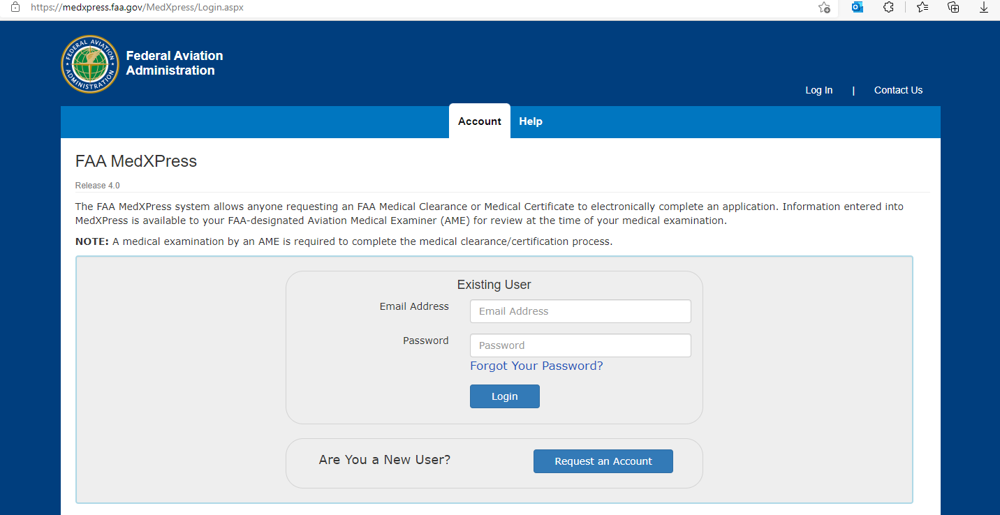 https://medxpress.faa.gov/MedXpress/Login.aspx
FEDERAL AVIATION
ADMINISTRATION
Federal Aviation
Administration
Log In | Contact Us
Account Help
FAA MedXPress
Release 4.0
The FAA MedXPress system allows anyone requesting an FAA Medical Clearance or Medical Certificate to electronically complete an application. Information entered into
MedXPress is available to your FAA-designated Aviation Medical Examiner (AME) for review at the time of your medical examination.
NOTE: A medical examination by an AME is required to complete the medical clearance/certification process.
Existing User
Email Address Email Address
Password Password
Forgot Your Password?
Login
Are You a New User? Request an Account